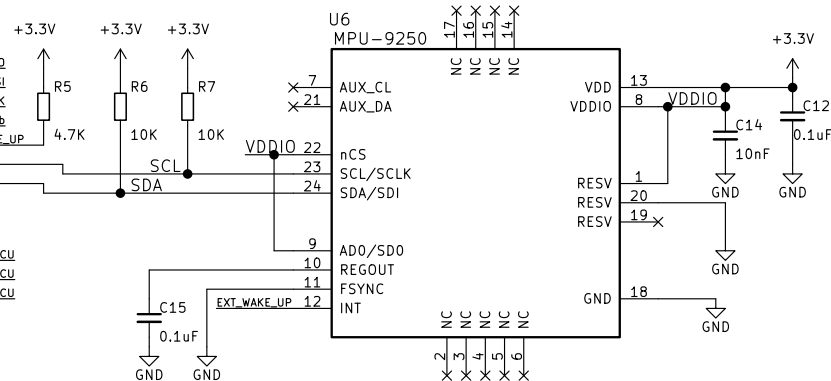 U6
MPU-9250
+3.3V
+3.3V
+3.3V
+3.3V
R5
4.7K
R6
10K
R7
10K
E_UP
SCL
SDA
VDDIO
17
16
15
14
NC
NC
NC
NC
7
AUX_CL
21
AUX_DA
22
nCS
23
SCL/SCLK
24
SDA/SDI
9
AD0/SD0
10
REGOUT
11
FSYNC
EXT_WAKE_UP
12
INT
13
VDD
8
VDDIO
VDDIO
1
RESV
20
RESV
19
RESV
18
GND
NC
NC
NC
NC
NC
2
3
4
5
6
C12
0.1uF
C14
10nF
C15
0.1uF
GND
GND
GND
GND
GND
GND
CU
CU
CU